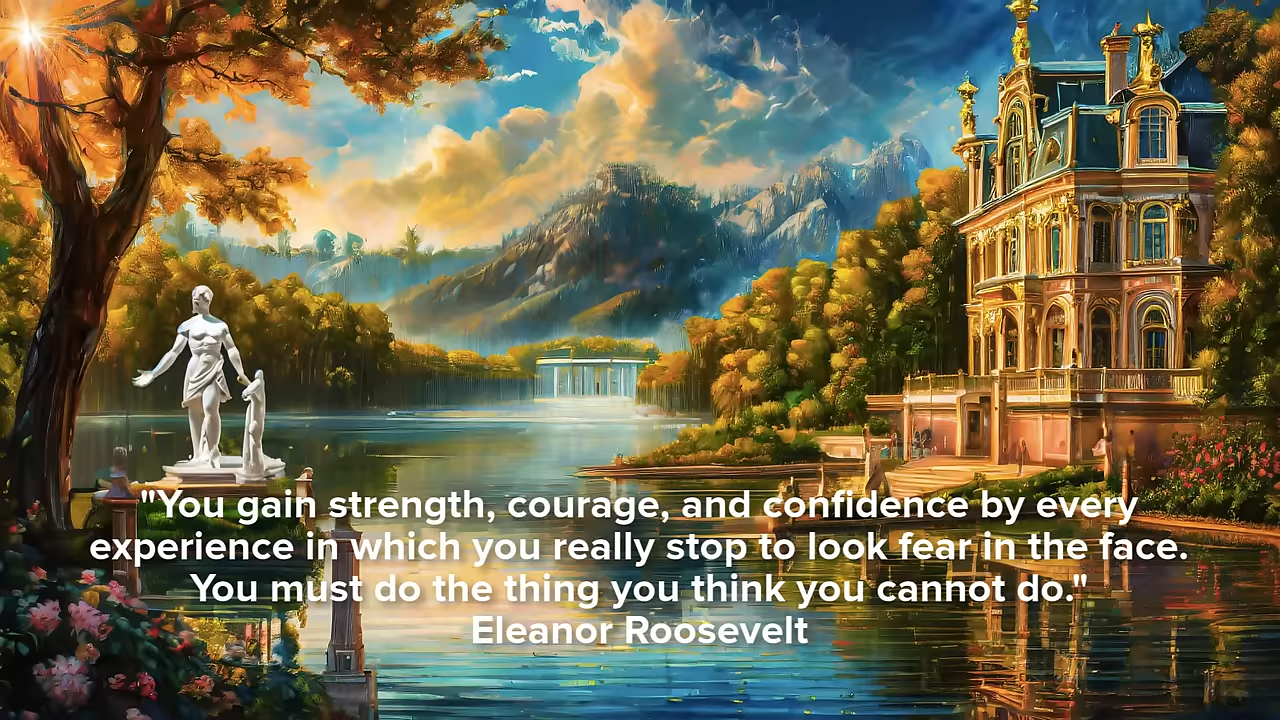 "You gain strength, courage, and confidence by every
experience in which you really stop to look fear in the face.
You must do the thing you think you cannot do."
Eleanor Roosevelt